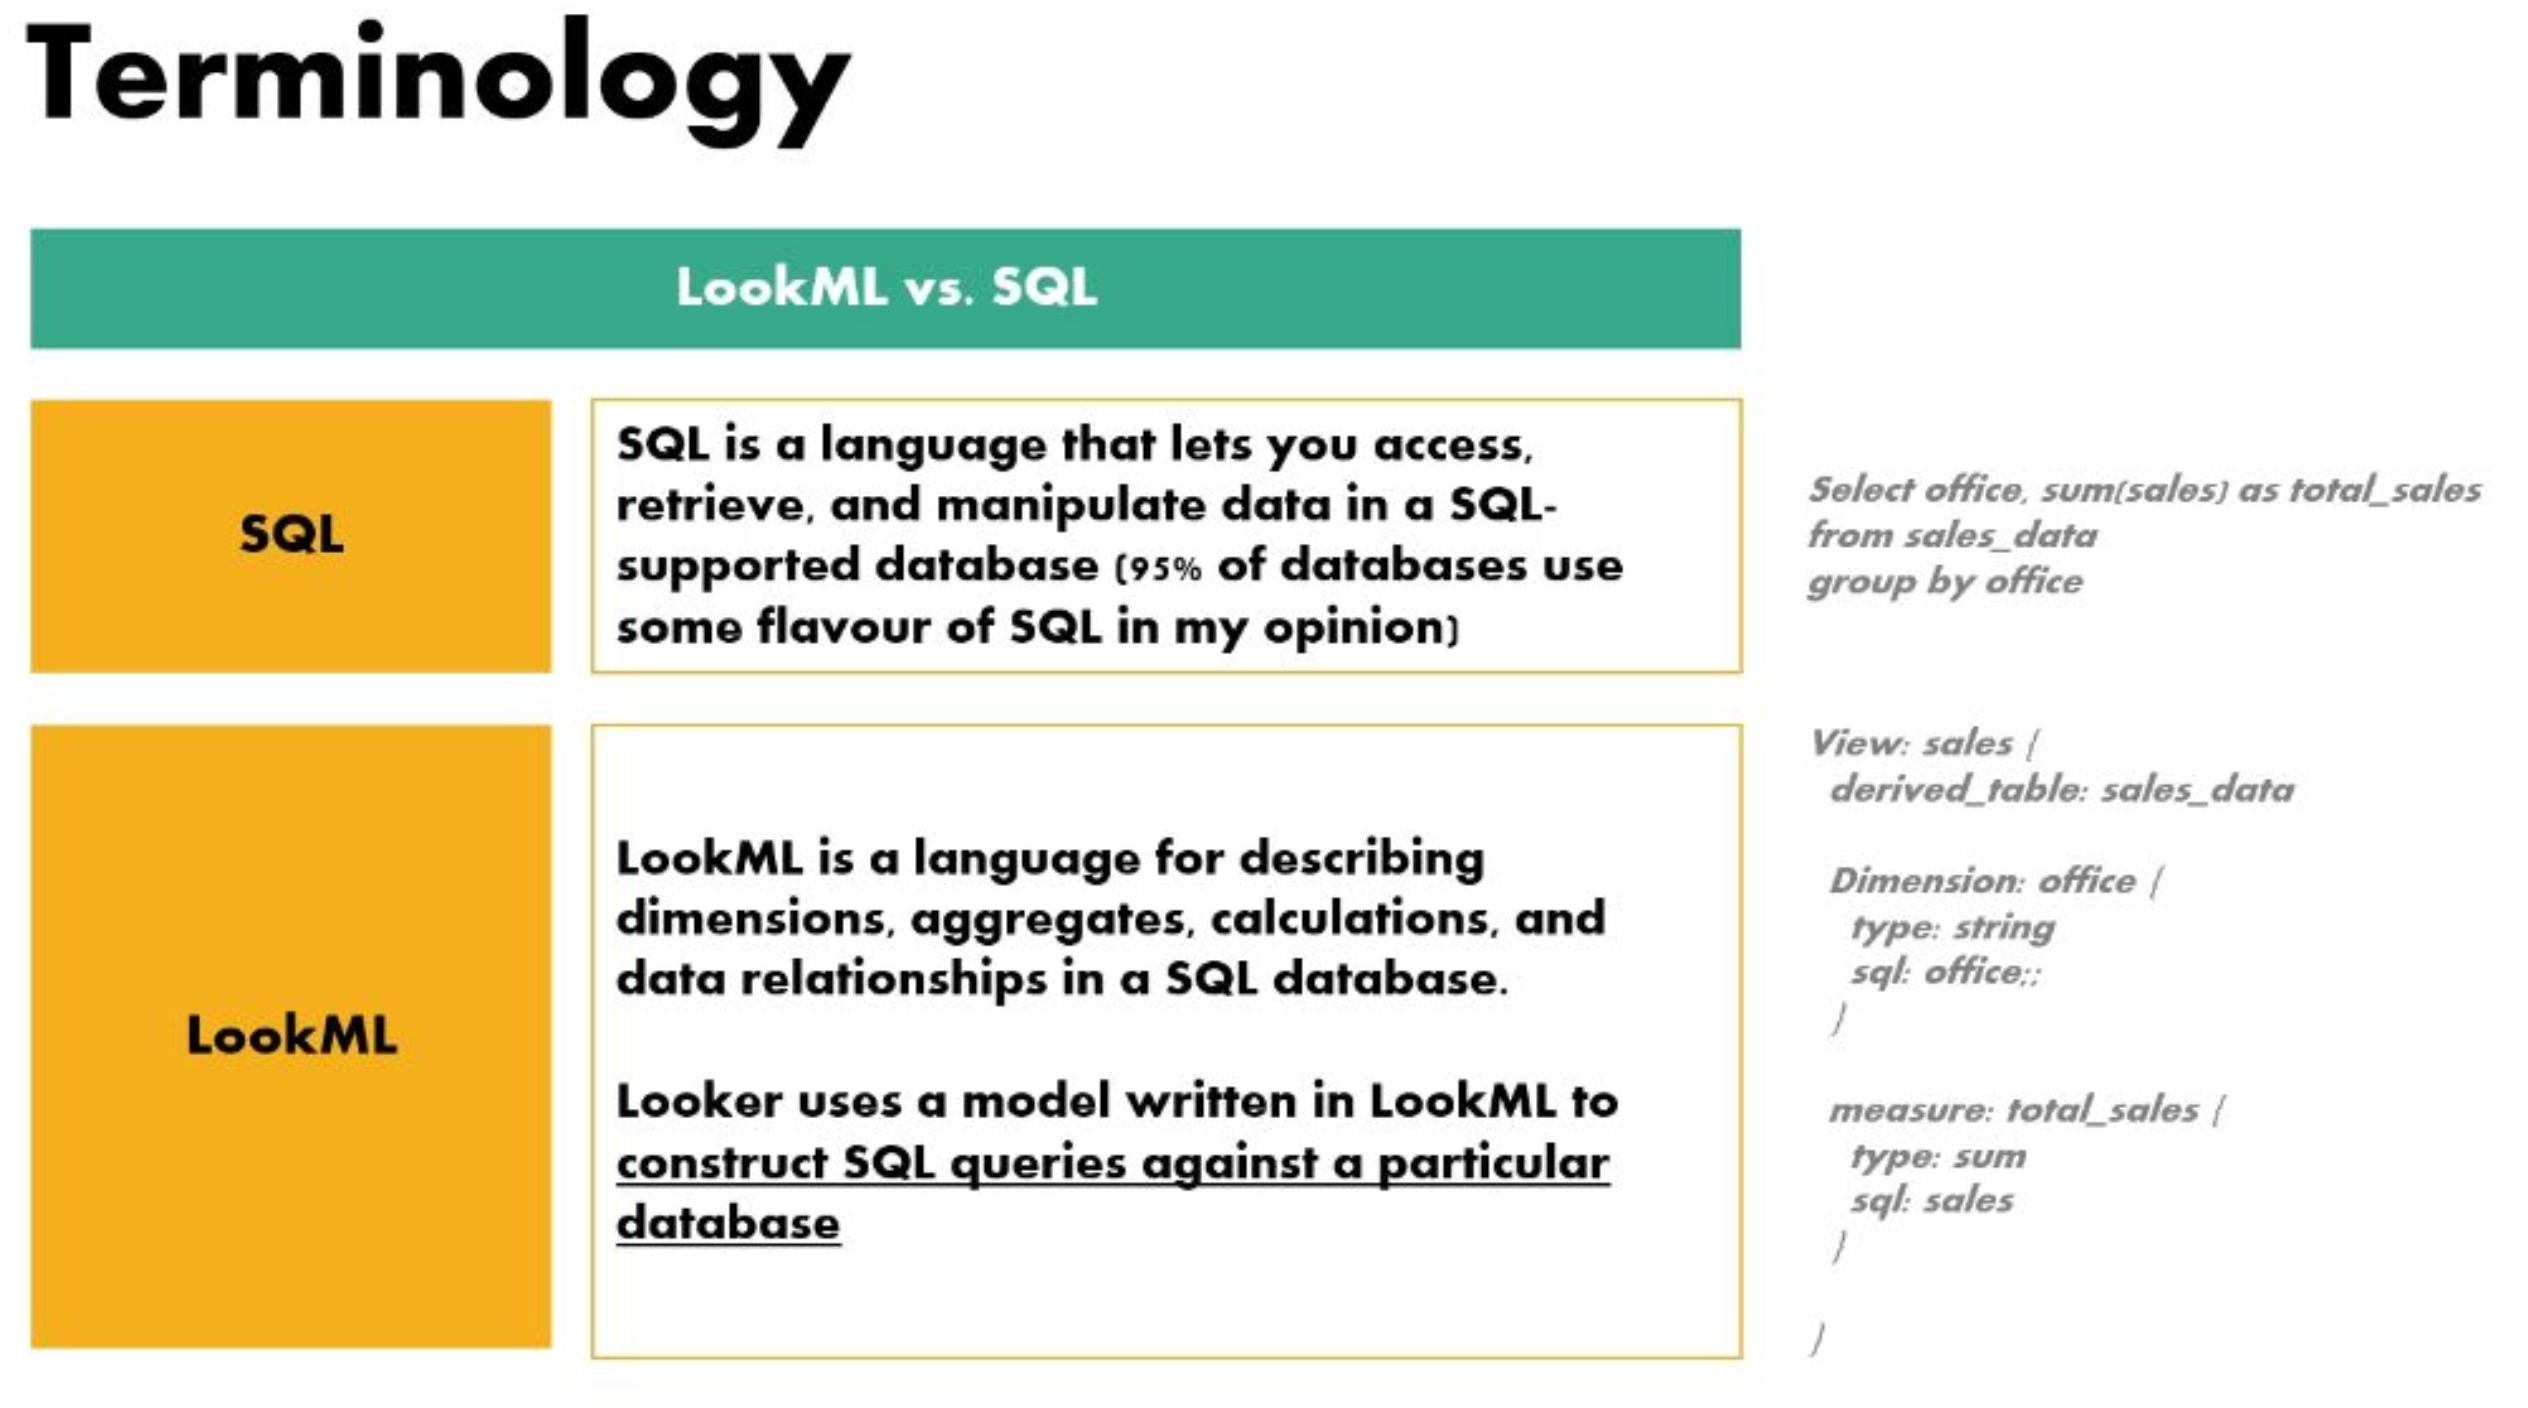 Terminology
LookML vs. SQL
SQL
SQL is a language that lets you access,
retrieve, and manipulate data in a SQL-
supported database (95% of databases use
some flavour of SQL in my opinion)
Select office, sum(sales) as total_sales
from sales_data
group by office
LookML
LookML is a language for describing
dimensions, aggregates, calculations, and
data relationships in a SQL database.
Looker uses a model written in LookML to
construct SQL queries against a particular
database
View: sales {
derived_table: sales_data
Dimension: office {
type: string
sql: office;;
}
measure: total_sales {
type: sum
sql: sales
}
}